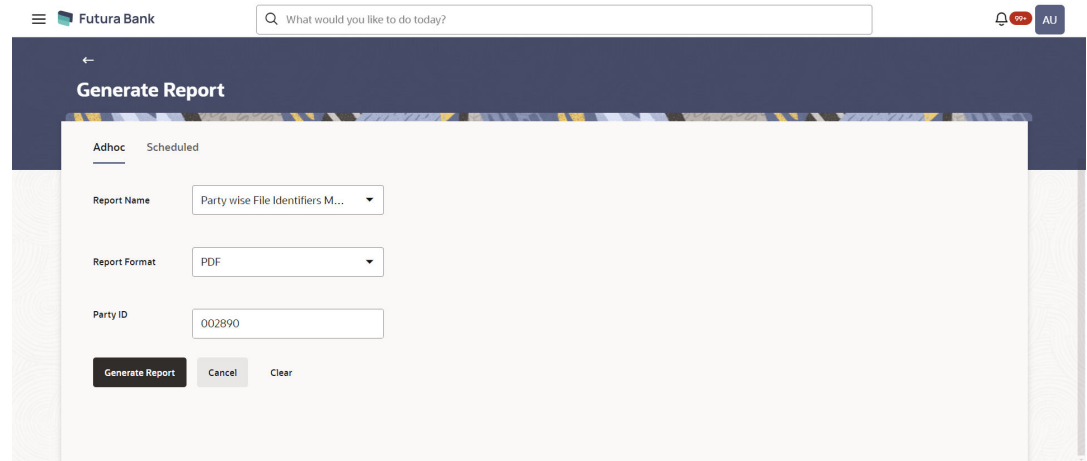 Futura Bank
What would you like to do today?
99+
AU
Generate Report
Adhoc Scheduled
Report Name Party wise File Identifiers M...
Report Format PDF
Party ID 002890
Generate Report Cancel Clear